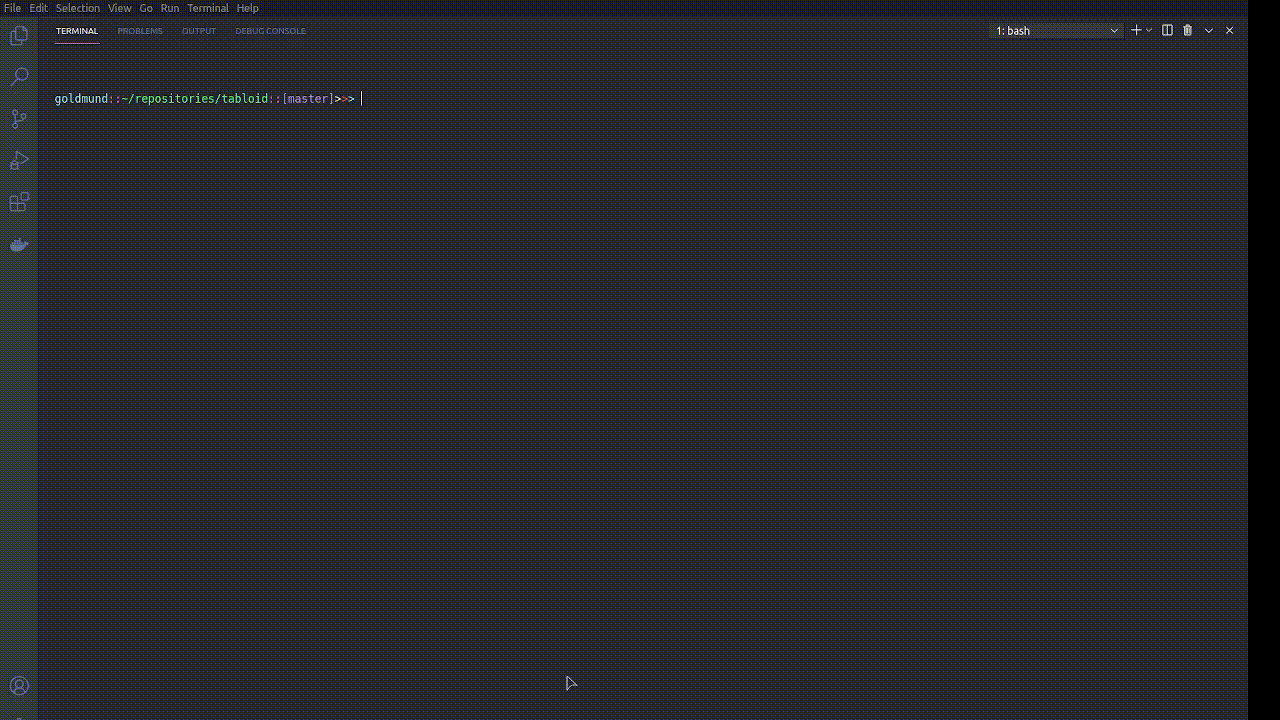 File Edit Selection View Go Run Terminal Help
TERMINAL PROBLEMS OUTPUT DEBUG CONSOLE 1: bash
goldmund::~/repositories/tabloid::[master]>>>